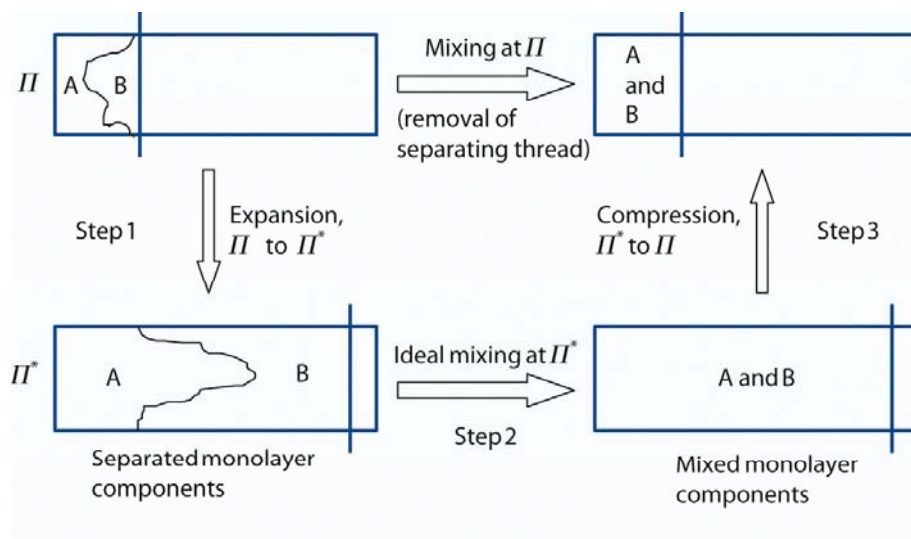 Π
A
B
Mixing at Π
(removal of
separating thread)
A
and
B
Step 1
Expansion,
Π to Π*
Compression,
Π* to Π
Step 3
Π*
A
B
Ideal mixing at Π*
Step 2
A and B
Separated monolayer
components
Mixed monolayer
components